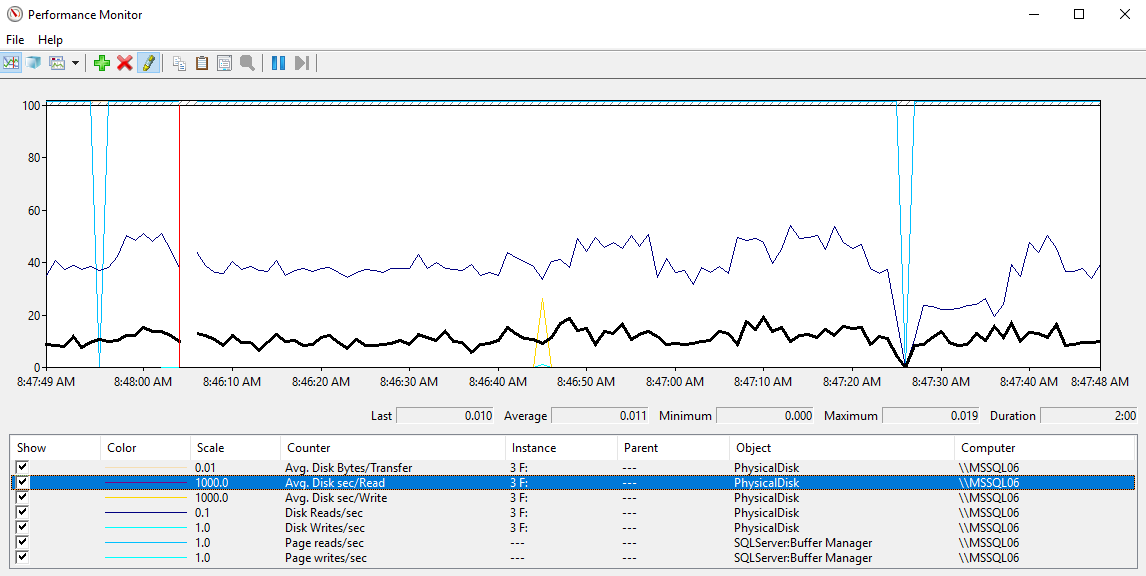 Performance Monitor
File Help
100
80
60
40
20
0
8:47:49 AM 8:48:00 AM 8:46:10 AM 8:46:20 AM 8:46:30 AM 8:46:40 AM 8:46:50 AM 8:47:00 AM 8:47:10 AM 8:47:20 AM 8:47:30 AM 8:47:40 AM 8:47:48 AM
Last 0.010 Average 0.011 Minimum 0.000 Maximum 0.019 Duration 2:00
Show Color Scale Counter Instance Parent Object Computer
0.01 Avg. Disk Bytes/Transfer 3 F: --- PhysicalDisk \\MSSQL06
1000.0 Avg. Disk sec/Read 3 F: --- PhysicalDisk \\MSSQL06
1000.0 Avg. Disk sec/Write 3 F: --- PhysicalDisk \\MSSQL06
0.1 Disk Reads/sec 3 F: --- PhysicalDisk \\MSSQL06
1.0 Disk Writes/sec 3 F: --- PhysicalDisk \\MSSQL06
1.0 Page reads/sec --- --- SQLServer:Buffer Manager \\MSSQL06
1.0 Page writes/sec --- --- SQLServer:Buffer Manager \\MSSQL06